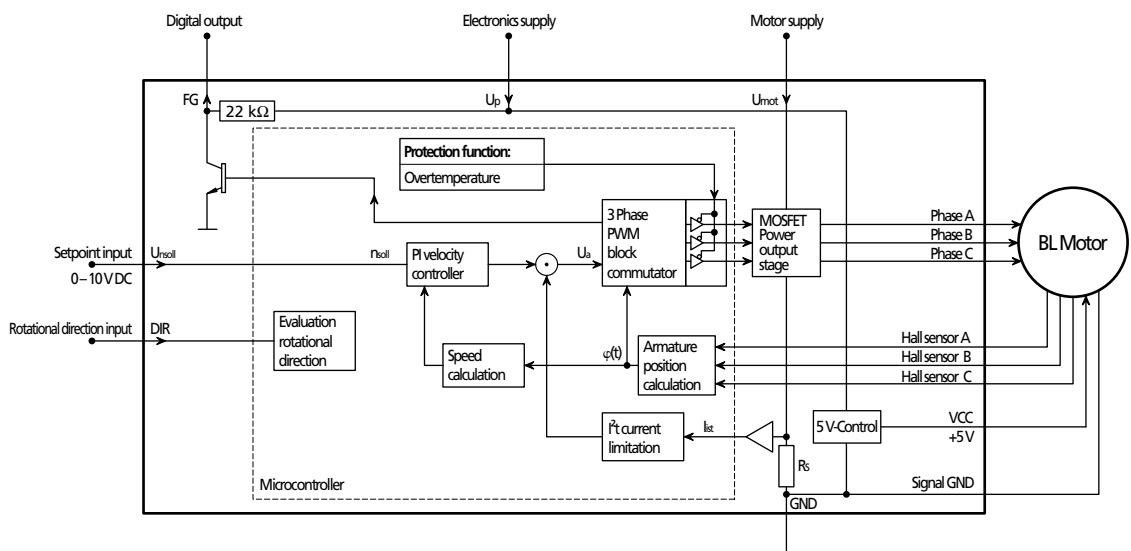 Digital output
Electronics supply
Motor supply
FG
22 kΩ
Up
Umot
Protection function:
Overtemperature
3 Phase
PWM
block
commutator
MOSFET
Power
output
stage
Phase A
Phase B
Phase C
BL Motor
Setpoint input
0–10 V DC
Unsoll
nsoll
PI velocity
controller
Ua
Rotational direction input
DIR
Evaluation
rotational
direction
Speed
calculation
φ(t)
Armature
position
calculation
Hall sensor A
Hall sensor B
Hall sensor C
I²t current
limitation
Iist
5 V-Control
VCC
+5 V
RS
Microcontroller
GND
Signal GND